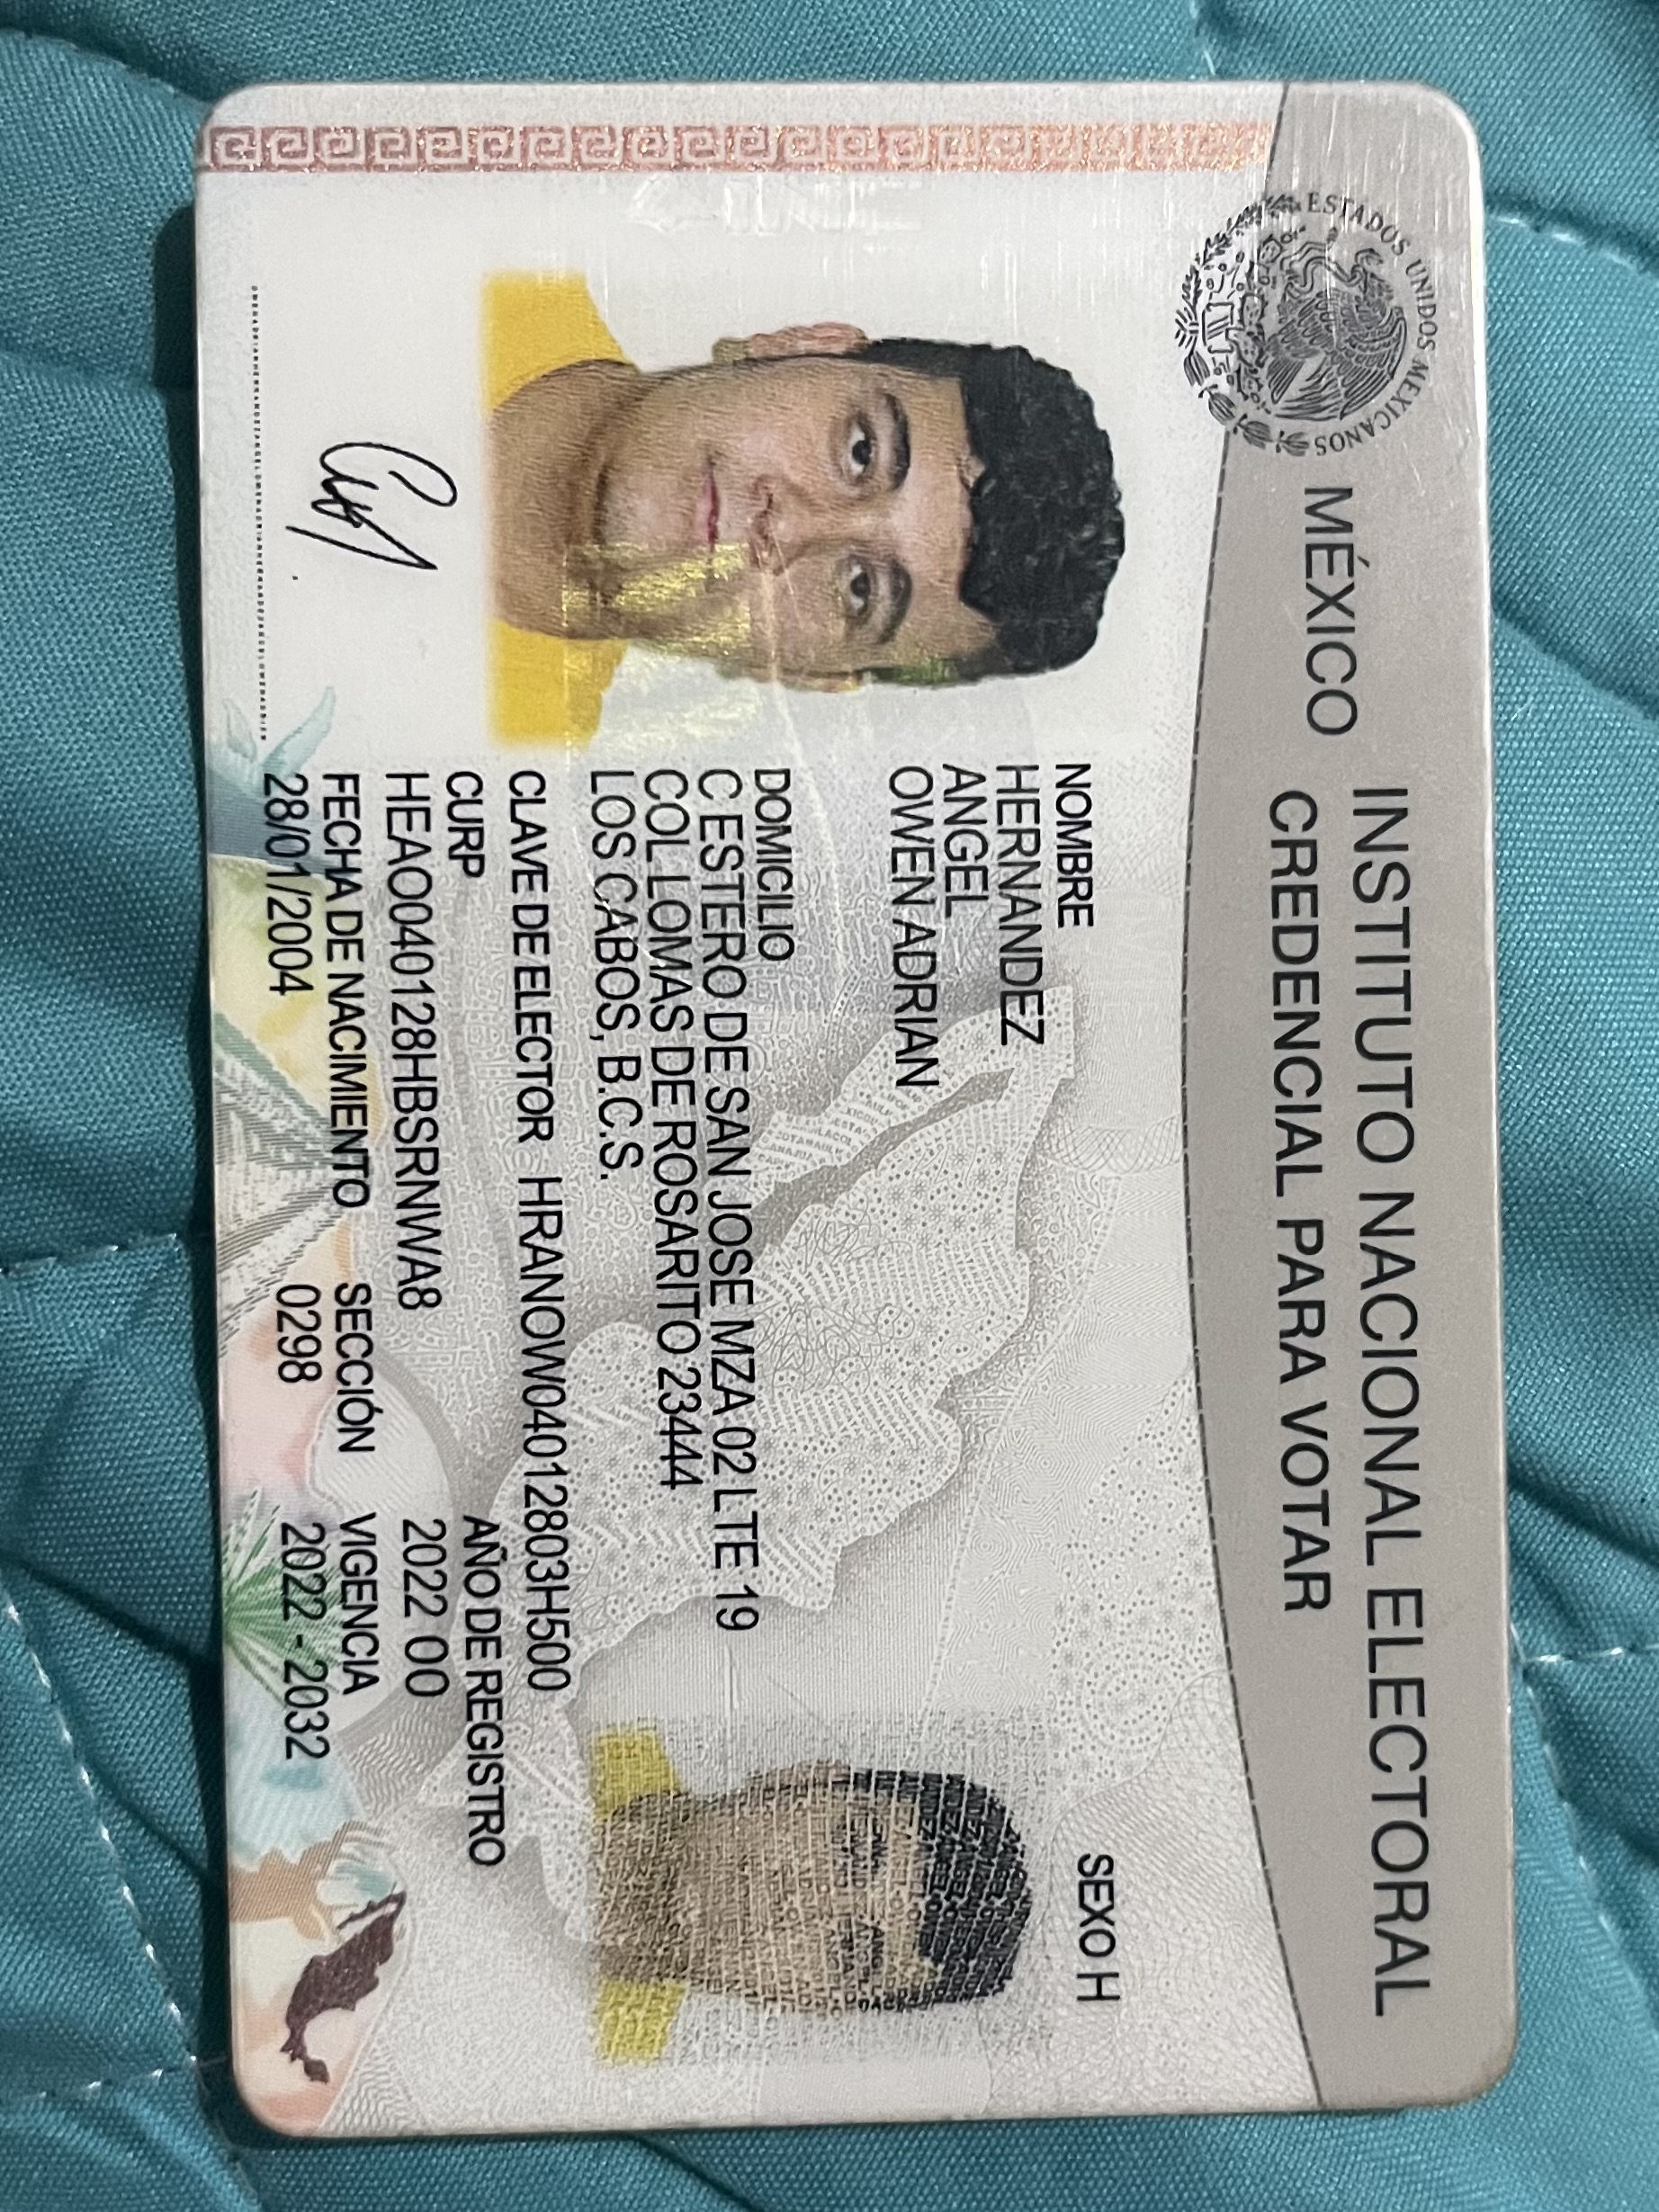 ESTADOS UNIDOS MEXICANOS
MÉXICO
INSTITUTO NACIONAL ELECTORAL
CREDENCIAL PARA VOTAR
NOMBRE
HERNANDEZ
ANGEL
OWEN ADRIAN
SEXO H
DOMICILIO
C ESTERO DE SAN JOSE MZA 02 LTE 19
COL LOMAS DE ROSARITO 23444
LOS CABOS, B.C.S.
CLAVE DE ELECTOR HRANOW04012803H500
CURP
HEAO040128HBSRNWA8
AÑO DE REGISTRO
2022 00
FECHA DE NACIMIENTO
28/01/2004
SECCIÓN
0298
VIGENCIA
2022 - 2032